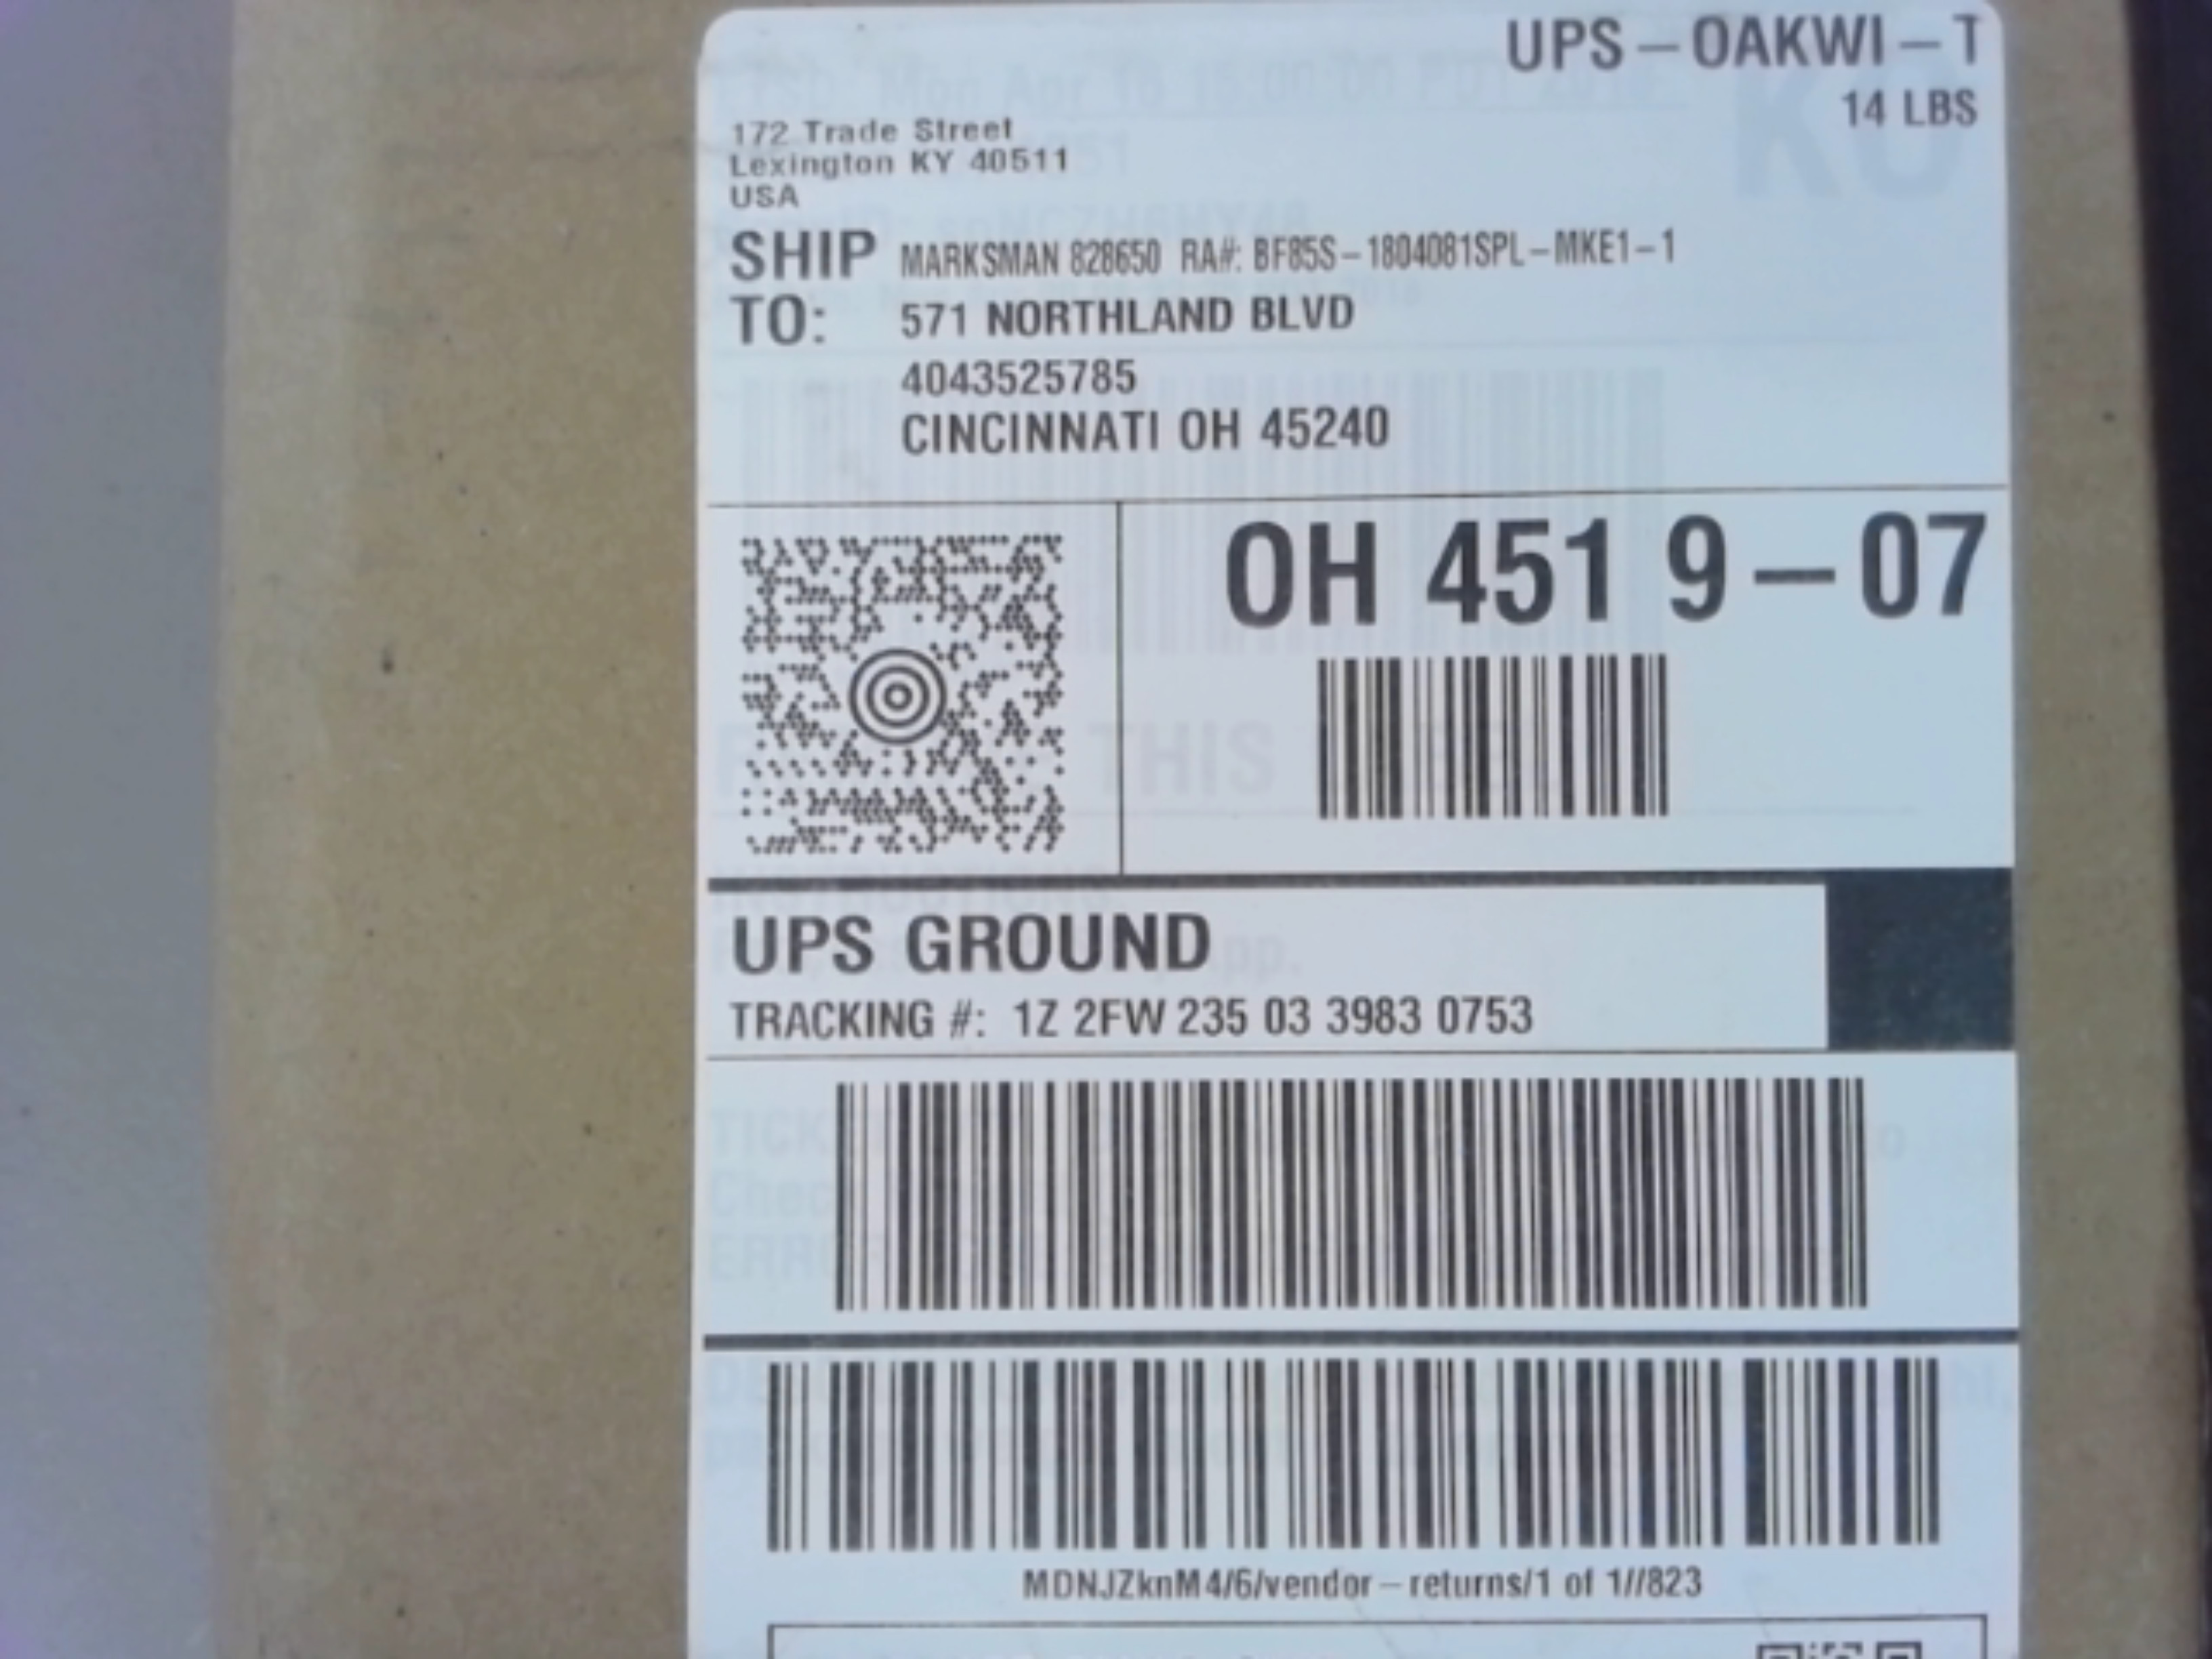 UPS-OAKWI-T
14 LBS
172 Trade Street
Lexington KY 40511
USA
SHIP TO:
MARKSMAN 828650 RA#: BF85S-1804081SPL-MKE1-1
571 NORTHLAND BLVD
4043525785
CINCINNATI OH 45240
OH 451 9-07
UPS GROUND
TRACKING #: 1Z 2FW 235 03 3983 0753
MDNJZknM4/6/vendor-returns/1 of 1//823